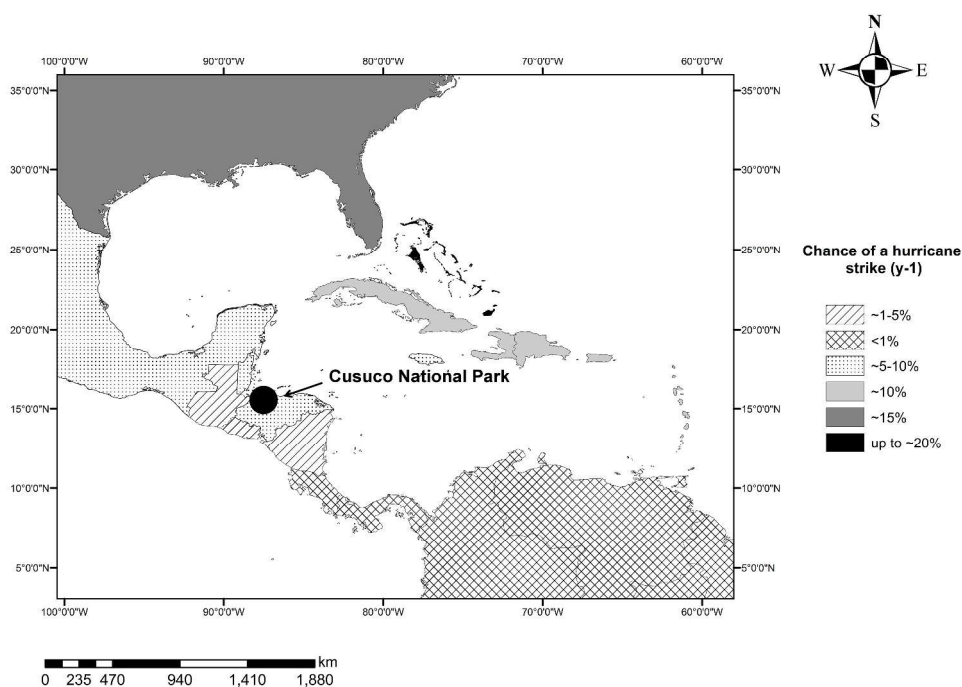 N
W E
S
100°0'0"W 90°0'0"W 80°0'0"W 70°0'0"W 60°0'0"W
35°0'0"N 35°0'0"N
30°0'0"N 30°0'0"N
25°0'0"N 25°0'0"N
20°0'0"N 20°0'0"N
15°0'0"N 15°0'0"N
10°0'0"N 10°0'0"N
5°0'0"N 5°0'0"N
100°0'0"W 90°0'0"W 80°0'0"W 70°0'0"W 60°0'0"W
Cusuco National Park
Chance of a hurricane
strike (y-1)
~1-5%
<1%
~5-10%
~10%
~15%
up to ~20%
km
0 235 470 940 1,410 1,880